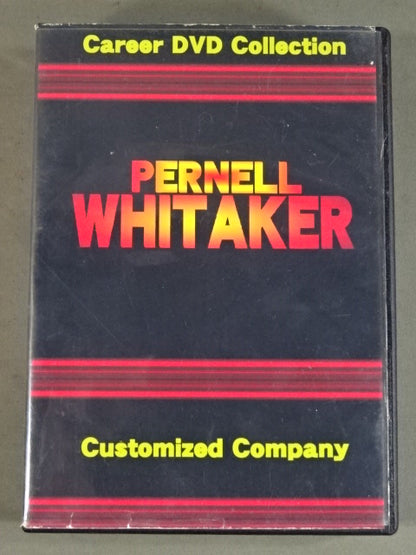 Career DVD Collection
PERNELL
WHITAKER
Customized Company